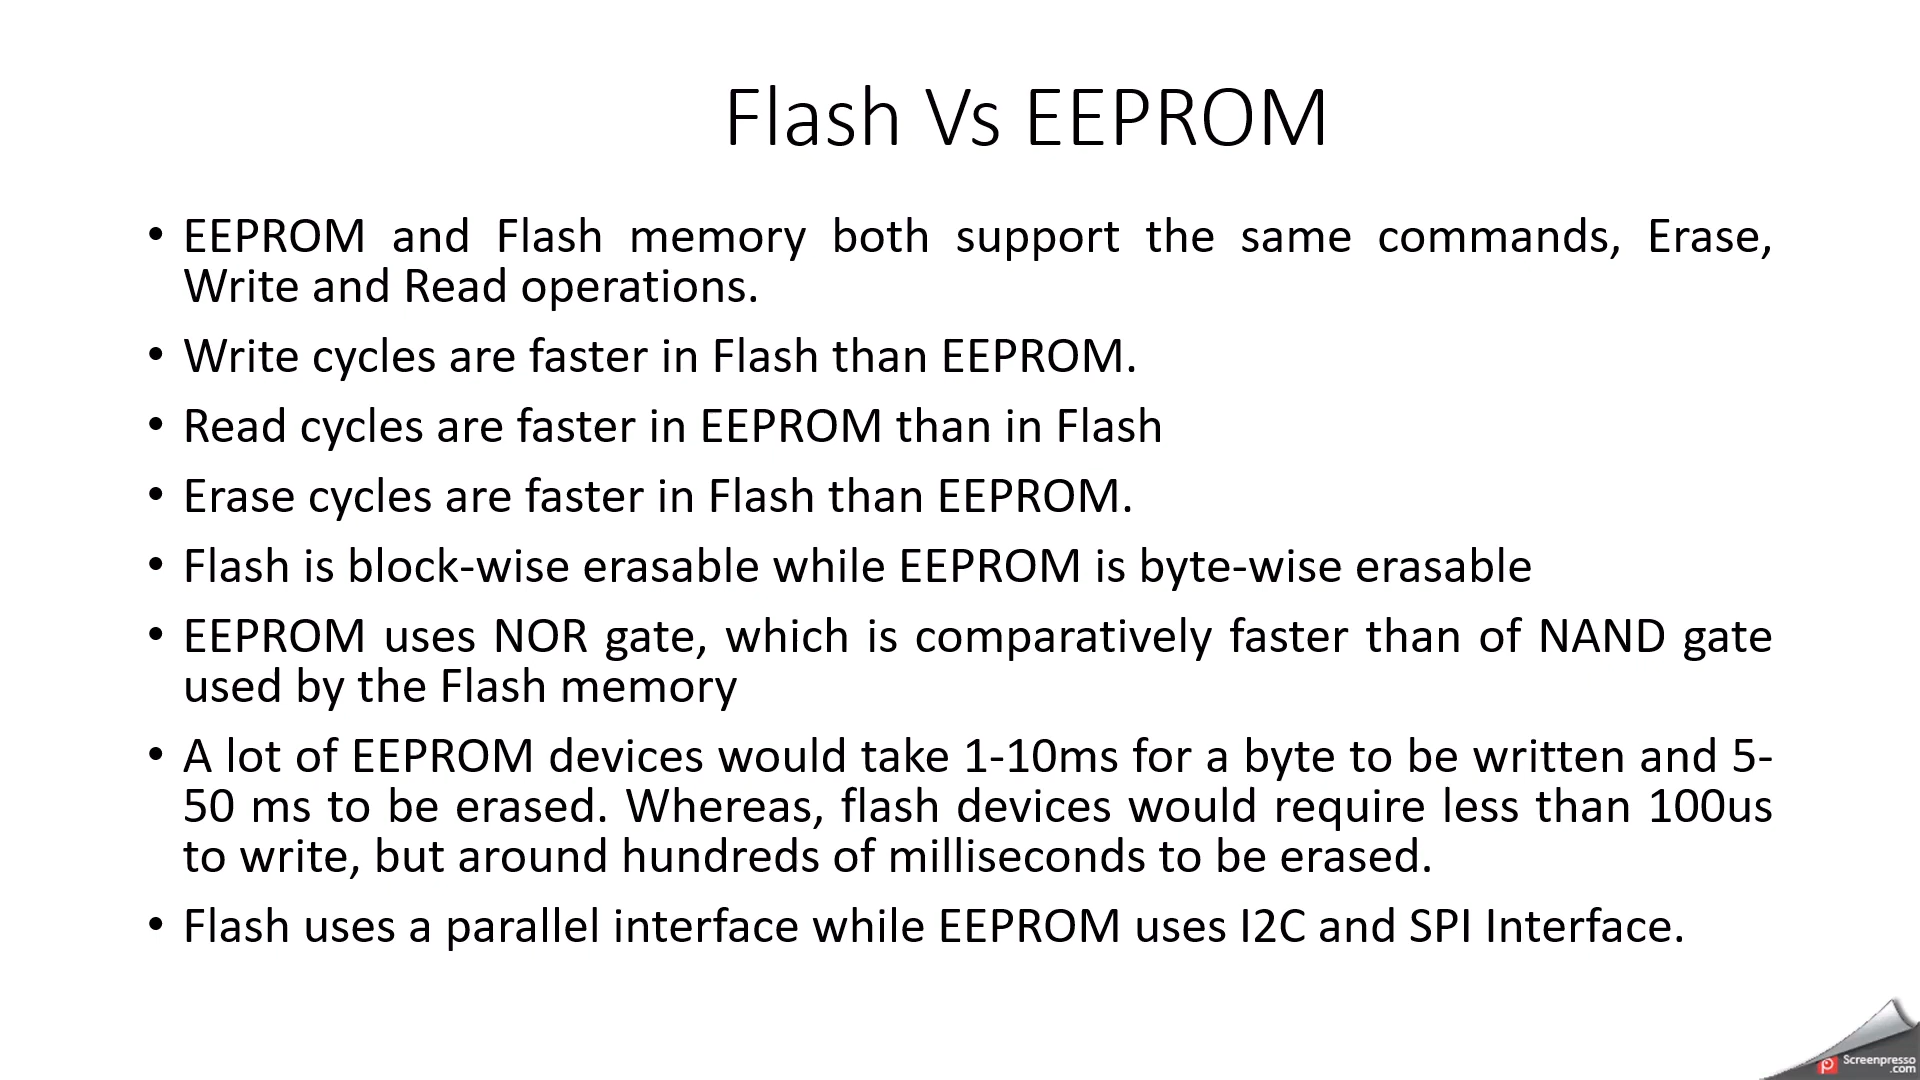 Flash Vs EEPROM
• EEPROM and Flash memory both support the same commands, Erase,
Write and Read operations.
• Write cycles are faster in Flash than EEPROM.
• Read cycles are faster in EEPROM than in Flash
• Erase cycles are faster in Flash than EEPROM.
• Flash is block-wise erasable while EEPROM is byte-wise erasable
• EEPROM uses NOR gate, which is comparatively faster than of NAND gate
used by the Flash memory
• A lot of EEPROM devices would take 1-10ms for a byte to be written and 5-
50 ms to be erased. Whereas, flash devices would require less than 100us
to write, but around hundreds of milliseconds to be erased.
• Flash uses a parallel interface while EEPROM uses I2C and SPI Interface.
Screenpresso
.com